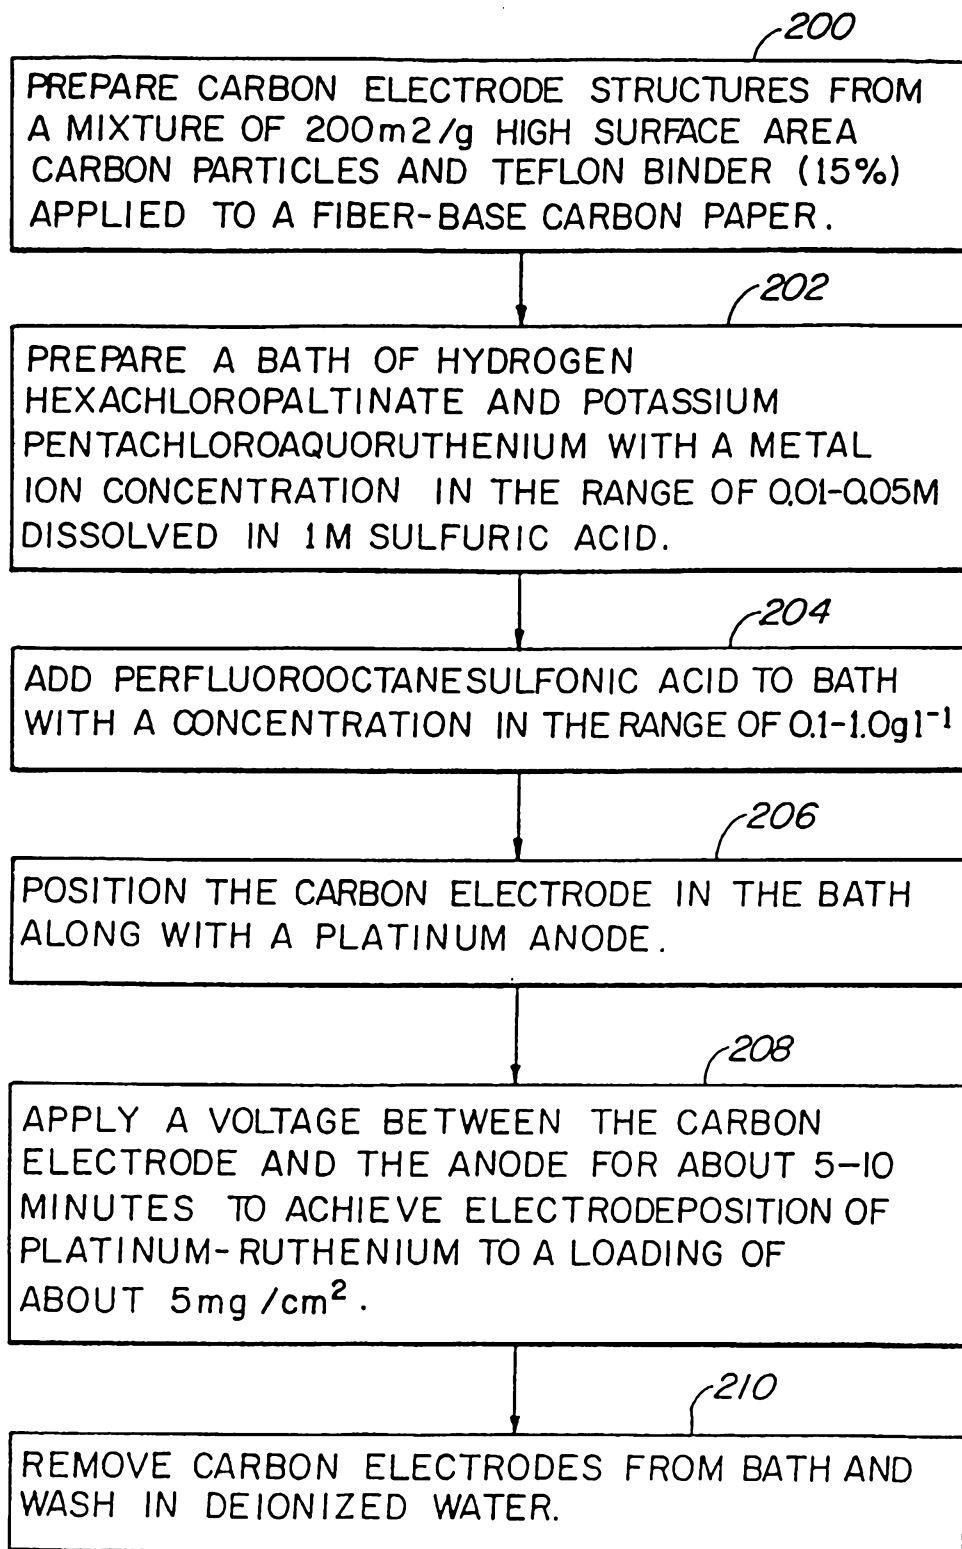 200
PREPARE CARBON ELECTRODE STRUCTURES FROM
A MIXTURE OF 200m2/g HIGH SURFACE AREA
CARBON PARTICLES AND TEFLON BINDER (15%)
APPLIED TO A FIBER-BASE CARBON PAPER.
202
PREPARE A BATH OF HYDROGEN
HEXACHLOROPALTINATE AND POTASSIUM
PENTACHLOROAQUORUTHENIUM WITH A METAL
ION CONCENTRATION IN THE RANGE OF 0.01-0.05M
DISSOLVED IN 1M SULFURIC ACID.
204
ADD PERFLUOROOCTANESULFONIC ACID TO BATH
WITH A CONCENTRATION IN THE RANGE OF 0.1-1.0gl⁻¹
206
POSITION THE CARBON ELECTRODE IN THE BATH
ALONG WITH A PLATINUM ANODE.
208
APPLY A VOLTAGE BETWEEN THE CARBON
ELECTRODE AND THE ANODE FOR ABOUT 5-10
MINUTES TO ACHIEVE ELECTRODEPOSITION OF
PLATINUM-RUTHENIUM TO A LOADING OF
ABOUT 5mg/cm².
210
REMOVE CARBON ELECTRODES FROM BATH AND
WASH IN DEIONIZED WATER.